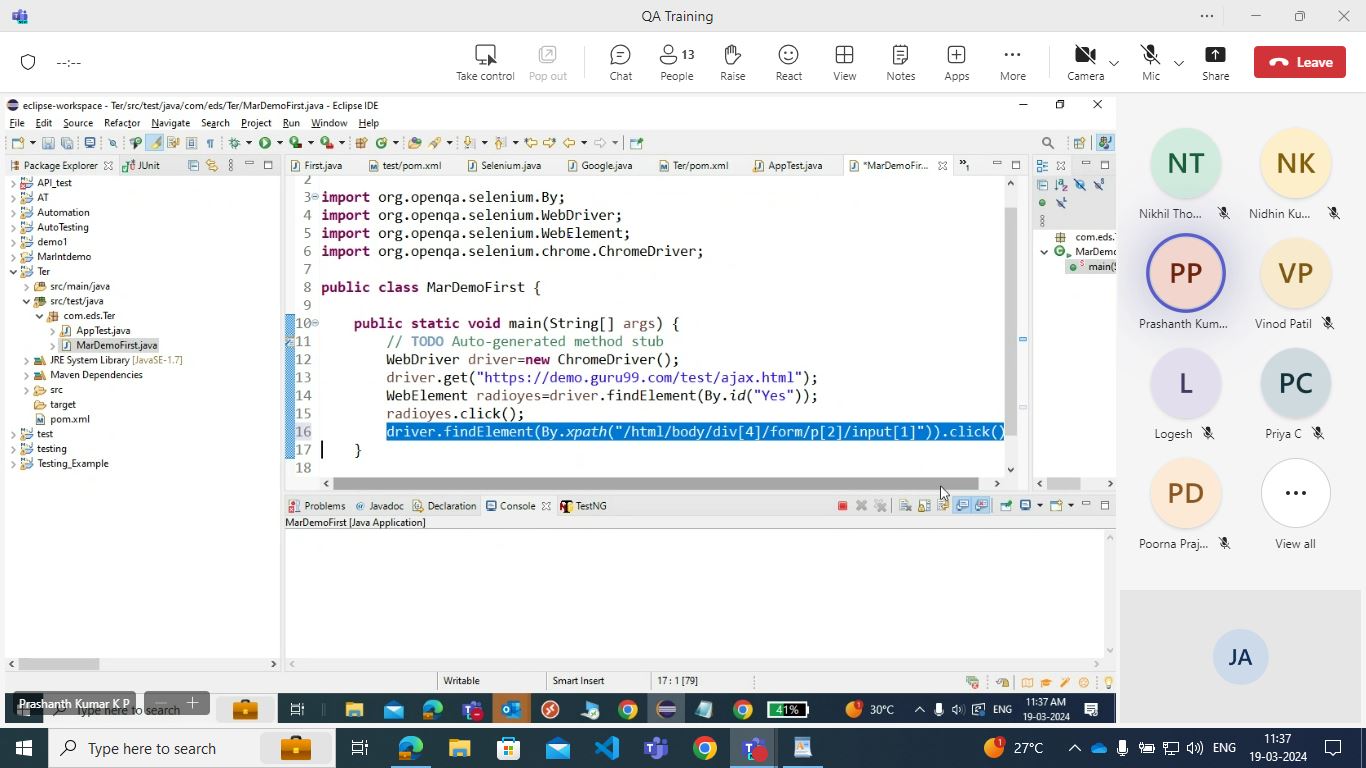 QA Training
--:--
Take control
Pop out
Chat
People
13
Raise
React
View
Notes
Apps
More
Camera
Mic
Share
Leave
eclipse-workspace - Ter/src/test/java/com/eds/Ter/MarDemoFirst.java - Eclipse IDE
File Edit Source Refactor Navigate Search Project Run Window Help
Package Explorer JUnit
API_test
AT
Automation
AutoTesting
demo1
MarIntdemo
Ter
src/main/java
src/test/java
com.eds.Ter
AppTest.java
MarDemoFirst.java
JRE System Library [JavaSE-1.7]
Maven Dependencies
src
target
pom.xml
test
testing
Testing_Example
First.java test/pom.xml Selenium.java Google.java Ter/pom.xml AppTest.java *MarDemoFir... »1
2
3 import org.openqa.selenium.By;
4 import org.openqa.selenium.WebDriver;
5 import org.openqa.selenium.WebElement;
6 import org.openqa.selenium.chrome.ChromeDriver;
7
8 public class MarDemoFirst {
9
10 public static void main(String[] args) {
11 // TODO Auto-generated method stub
12 WebDriver driver=new ChromeDriver();
13 driver.get("https://demo.guru99.com/test/ajax.html");
14 WebElement radioyes=driver.findElement(By.id("Yes"));
15 radioyes.click();
16 driver.findElement(By.xpath("/html/body/div[4]/form/p[2]/input[1]")).click()
17 }
18
com.eds.T
MarDemo
main(S
Problems Javadoc Declaration Console TestNG
MarDemoFirst [Java Application]
Writable Smart Insert 17 : 1 [79]
Prashanth Kumar K P
Type here to search
41%
30°C
ENG
11:37 AM
19-03-2024
NT
Nikhil Tho...
NK
Nidhin Ku...
PP
Prashanth Kum...
VP
Vinod Patil
L
Logesh
PC
Priya C
PD
Poorna Praj...
...
View all
JA
Type here to search
27°C
ENG
11:37
19-03-2024